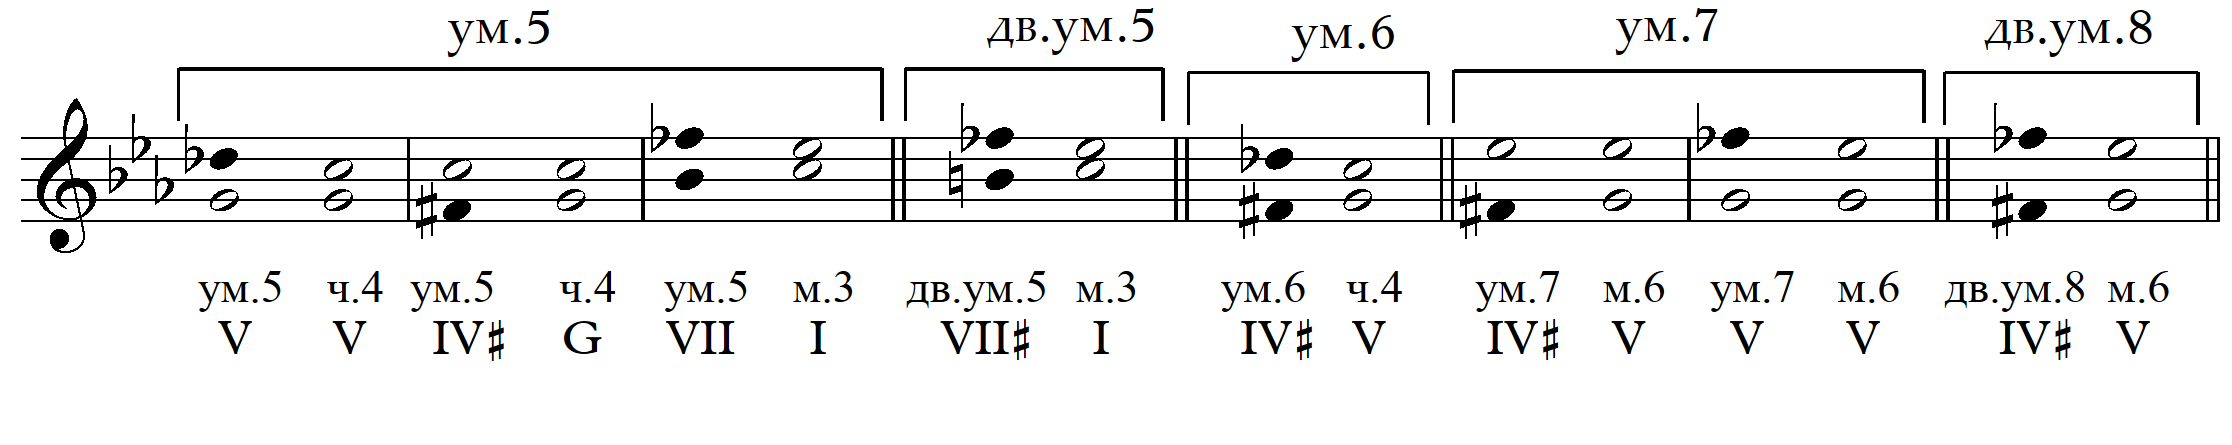 ум.5 дв.ум.5 ум.6 ум.7 дв.ум.8
ум.5 ч.4 ум.5 ч.4 ум.5 м.3 дв.ум.5 м.3 ум.6 ч.4 ум.7 м.6 ум.7 м.6 дв.ум.8 м.6
V V IV♯ G VII I VII♯ I IV♯ V IV♯ V V V IV♯ V